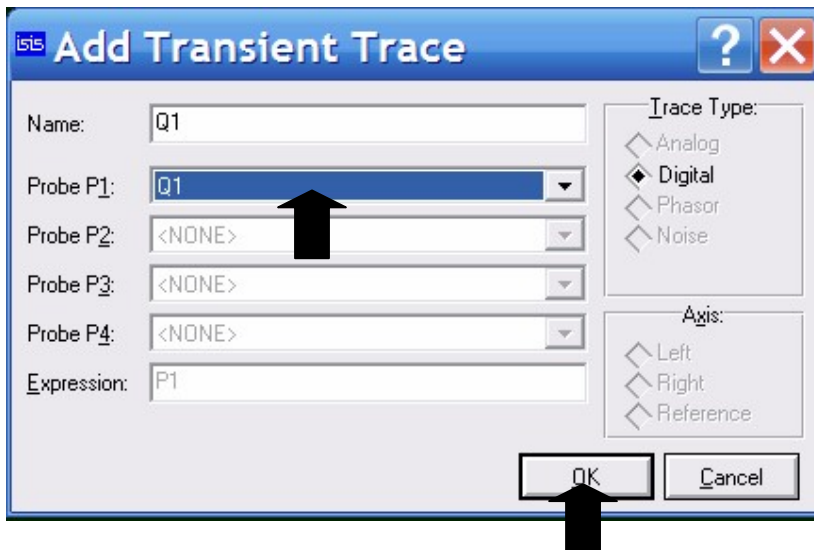 isis Add Transient Trace ?
Name: Q1
Probe P1: Q1
Probe P2: <NONE>
Probe P3: <NONE>
Probe P4: <NONE>
Expression: P1
Trace Type:
Analog
Digital
Phasor
Noise
Axis:
Left
Right
Reference
OK Cancel